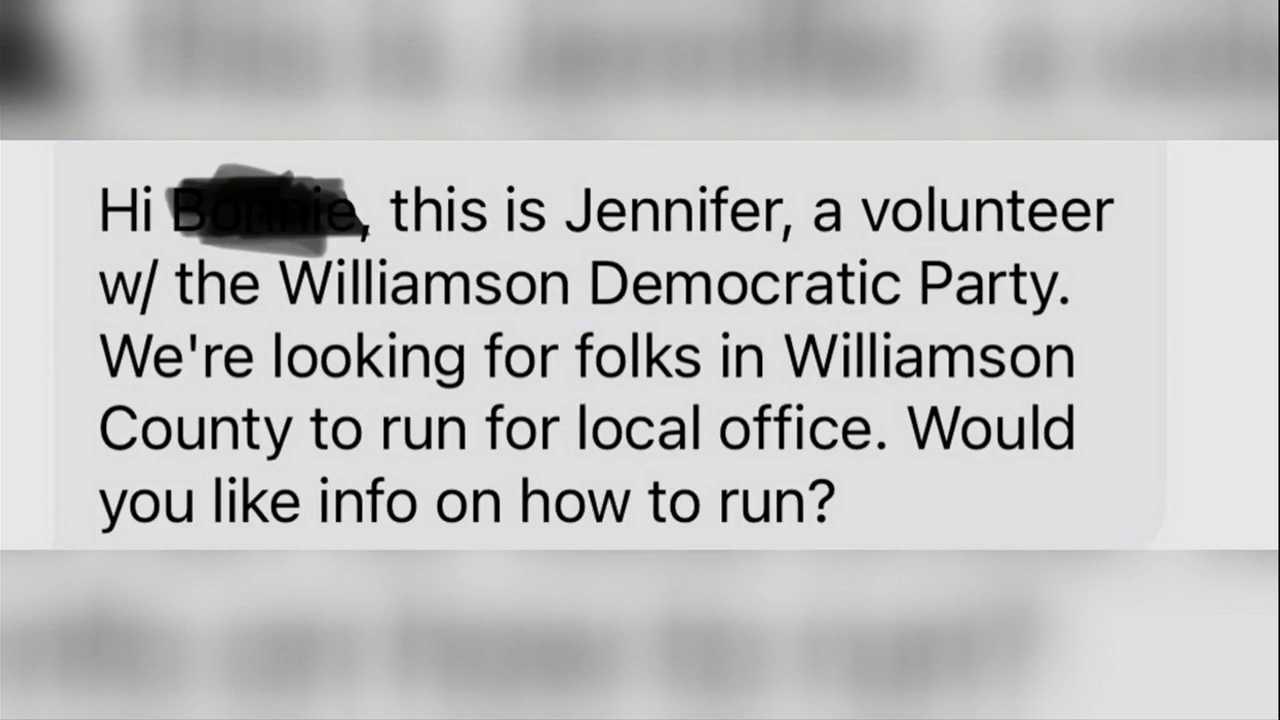 Hi , this is Jennifer, a volunteer
w/ the Williamson Democratic Party.
We're looking for folks in Williamson
County to run for local office. Would
you like info on how to run?